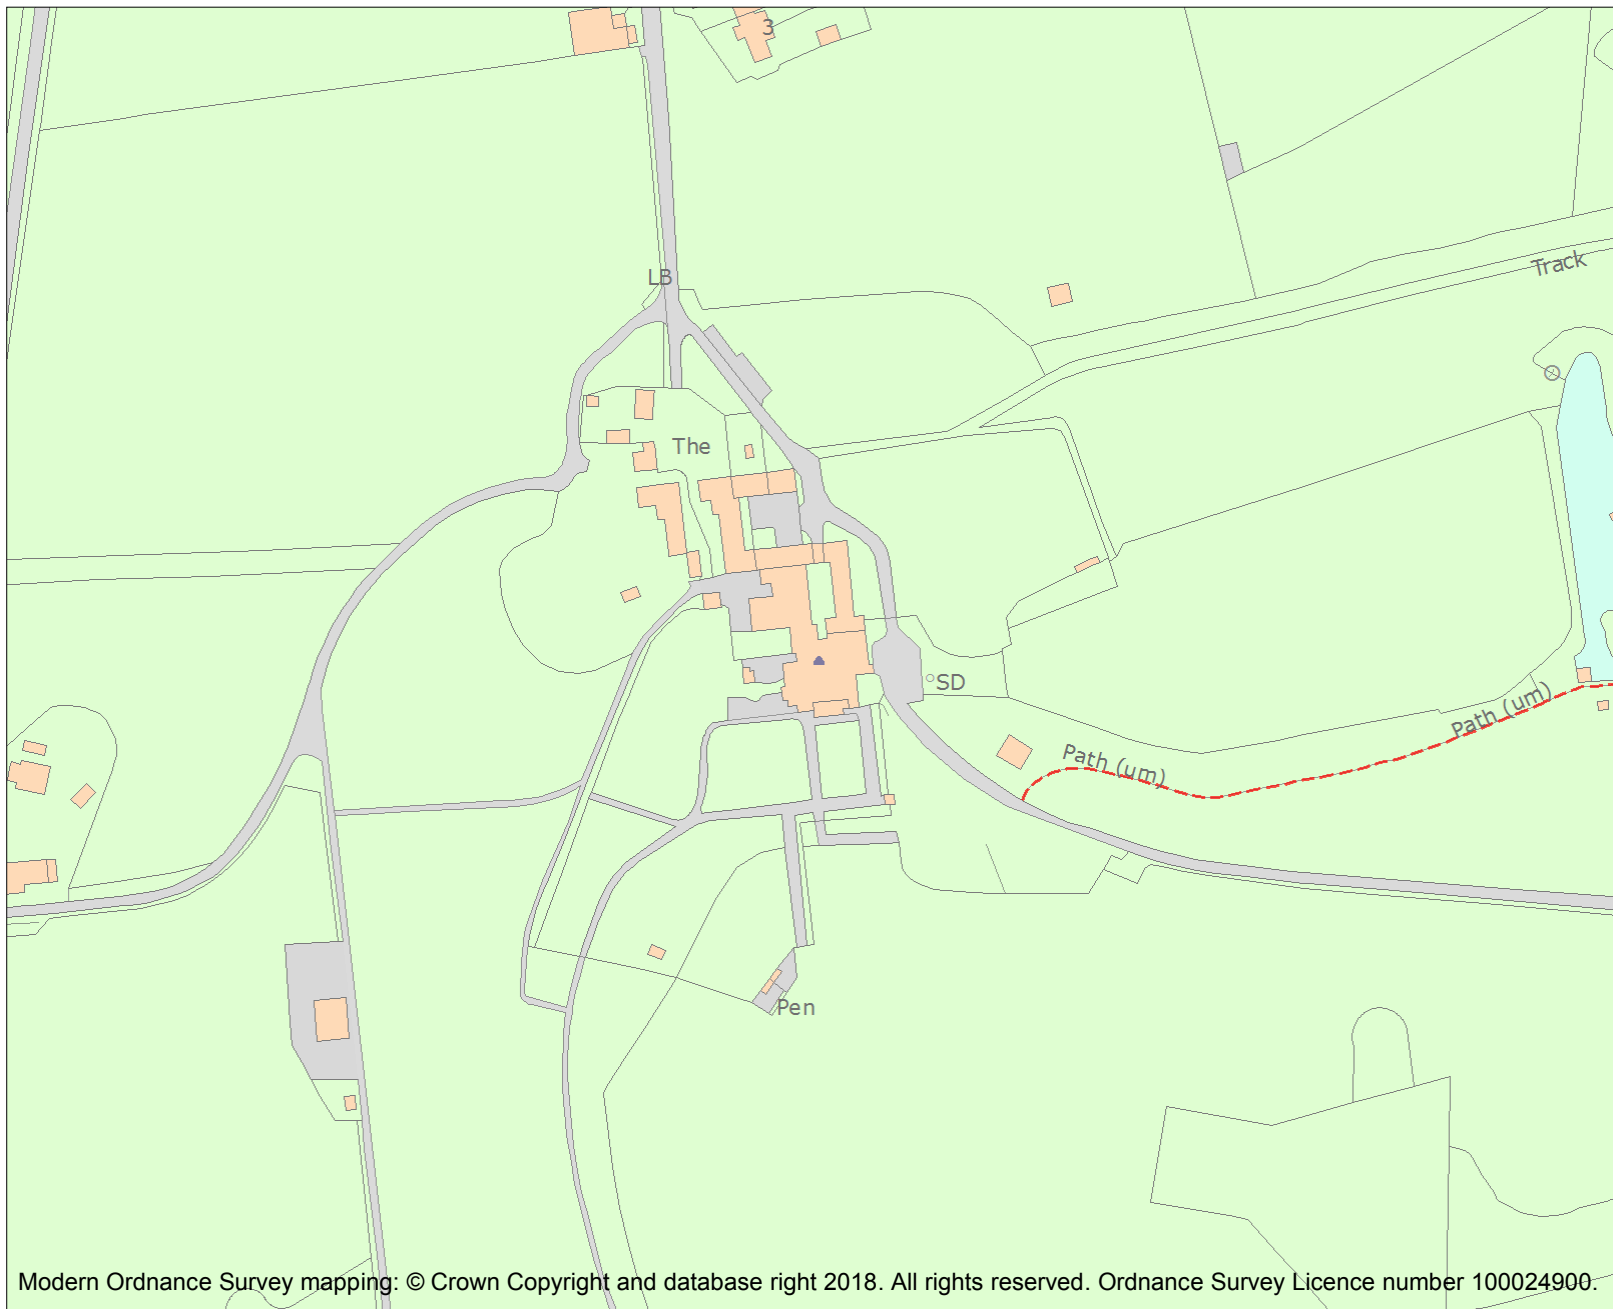 3
LB
Track
The
SD
Path (um)
Path (um)
Pen
Modern Ordnance Survey mapping: © Crown Copyright and database right 2018. All rights reserved. Ordnance Survey Licence number 100024900.